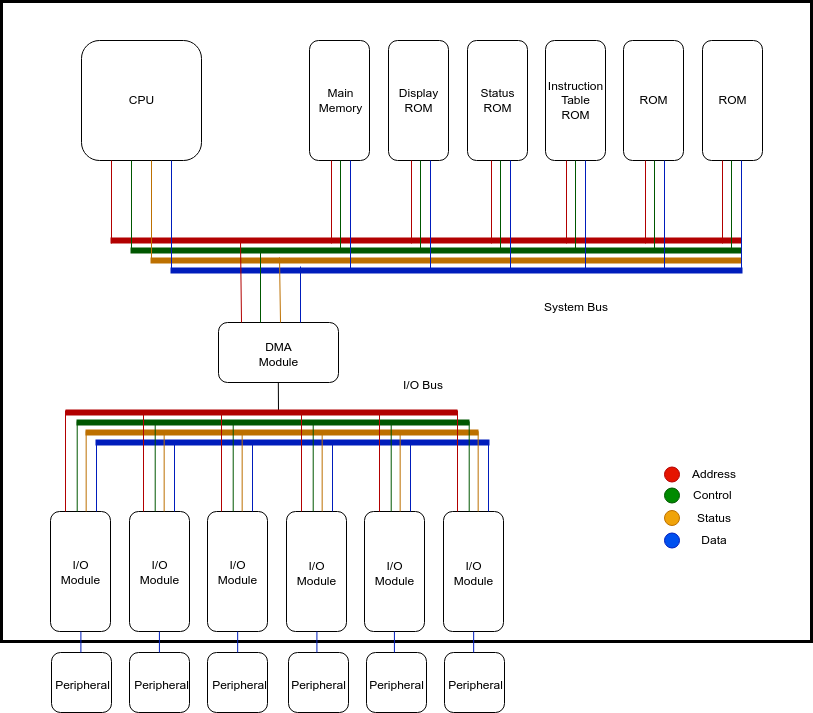 CPU
Main
Memory
Display
ROM
Status
ROM
Instruction
Table
ROM
ROM
ROM
System Bus
DMA
Module
I/O Bus
Address
Control
Status
Data
I/O
Module
I/O
Module
I/O
Module
I/O
Module
I/O
Module
I/O
Module
Peripheral
Peripheral
Peripheral
Peripheral
Peripheral
Peripheral